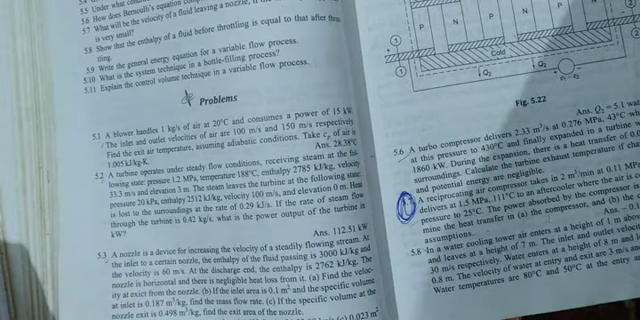 5.5 Under what
5.6 How does Bernoulli's equation
5.7 What will be the velocity of a fluid leaving a nozzle, if
is very small?
5.8 Show that the enthalpy of a fluid before throttling is equal to that after
tling.
5.9 Write the general energy equation for a variable flow process.
5.10 What is the system technique in a bottle-filling process?
5.11 Explain the control volume technique in a variable flow process.
Problems
5.1 A blower handles 1 kg/s of air at 20°C and consumes a power of 15 kW.
The inlet and outlet velocities of air are 100 m/s and 150 m/s respectively.
Find the exit air temperature, assuming adiabatic conditions. Take cp of air is
1.005 kJ/kg-K.
Ans. 28.38°C
5.2 A turbine operates under steady flow conditions, receiving steam at the fol-
lowing state: pressure 1.2 MPa, temperature 188°C, enthalpy 2785 kJ/kg, velocity
33.3 m/s and elevation 3 m. The steam leaves the turbine at the following state:
pressure 20 kPa, enthalpy 2512 kJ/kg, velocity 100 m/s, and elevation 0 m. Heat
is lost to the surroundings at the rate of 0.29 kJ/s. If the rate of steam flow
through the turbine is 0.42 kg/s, what is the power output of the turbine in
kW?
Ans. 112.51 kW
5.3 A nozzle is a device for increasing the velocity of a steadily flowing stream. At
the inlet to a certain nozzle, the enthalpy of the fluid passing is 3000 kJ/kg and
the velocity is 60 m/s. At the discharge end, the enthalpy is 2762 kJ/kg. The
nozzle is horizontal and there is negligible heat loss from it. (a) Find the veloc-
ity at exit from the nozzle. (b) If the inlet area is 0.1 m² and the specific volume
at inlet is 0.187 m³/kg, find the mass flow rate. (c) If the specific volume at the
nozzle exit is 0.498 m³/kg, find the exit area of the nozzle.
(c) 0.023 m²
P N P N P
Cold
1
1
2
2
Q₂
Q₂
Fig. 5.22
Ans. Q₂ = 5.1
5.6 A turbo compressor delivers 2.33 m³/s at 0.276 MPa, 43°C
at this pressure to 430°C and finally expanded in a turbine
1860 kW. During the expansion, there is a heat transfer of
surroundings. Calculate the turbine exhaust temperature if
and potential energy are negligible.
A reciprocating air compressor takes in 2 m³/min at 0.11 MP
delivers at 1.5 MPa, 111°C to an aftercooler where the air is
pressure to 25°C. The power absorbed by the compressor
mine the heat transfer in (a) the compressor, and (b) the
assumptions.
Ans.
5.8 In a water cooling tower air enters at a height of 1 m
and leaves at a height of 7 m. The inlet and outlet
30 m/s respectively. Water enters at a height of 8 m and
0.8 m. The velocity of water at entry and exit are 3 m/s
Water temperatures are 80°C and 50°C at the entry